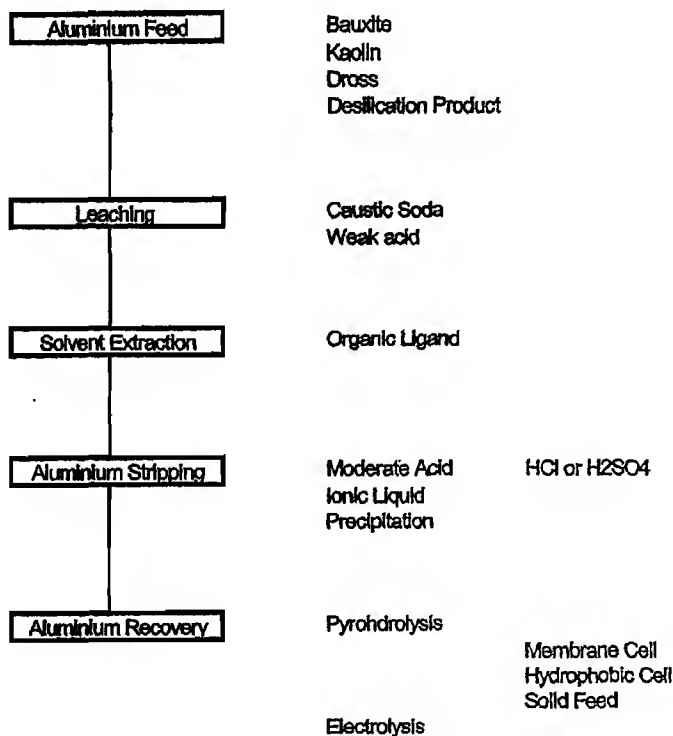 Aluminium Feed Bauxite
Kaolin
Dross
Desilication Product
Leaching Caustic Soda
Weak acid
Solvent Extraction Organic Ligand
Aluminium Stripping Moderate Acid HCl or H2SO4
Ionic Liquid
Precipitation
Aluminium Recovery Pyrohdrolysis
Membrane Cell
Hydrophobic Cell
Solid Feed
Electrolysis